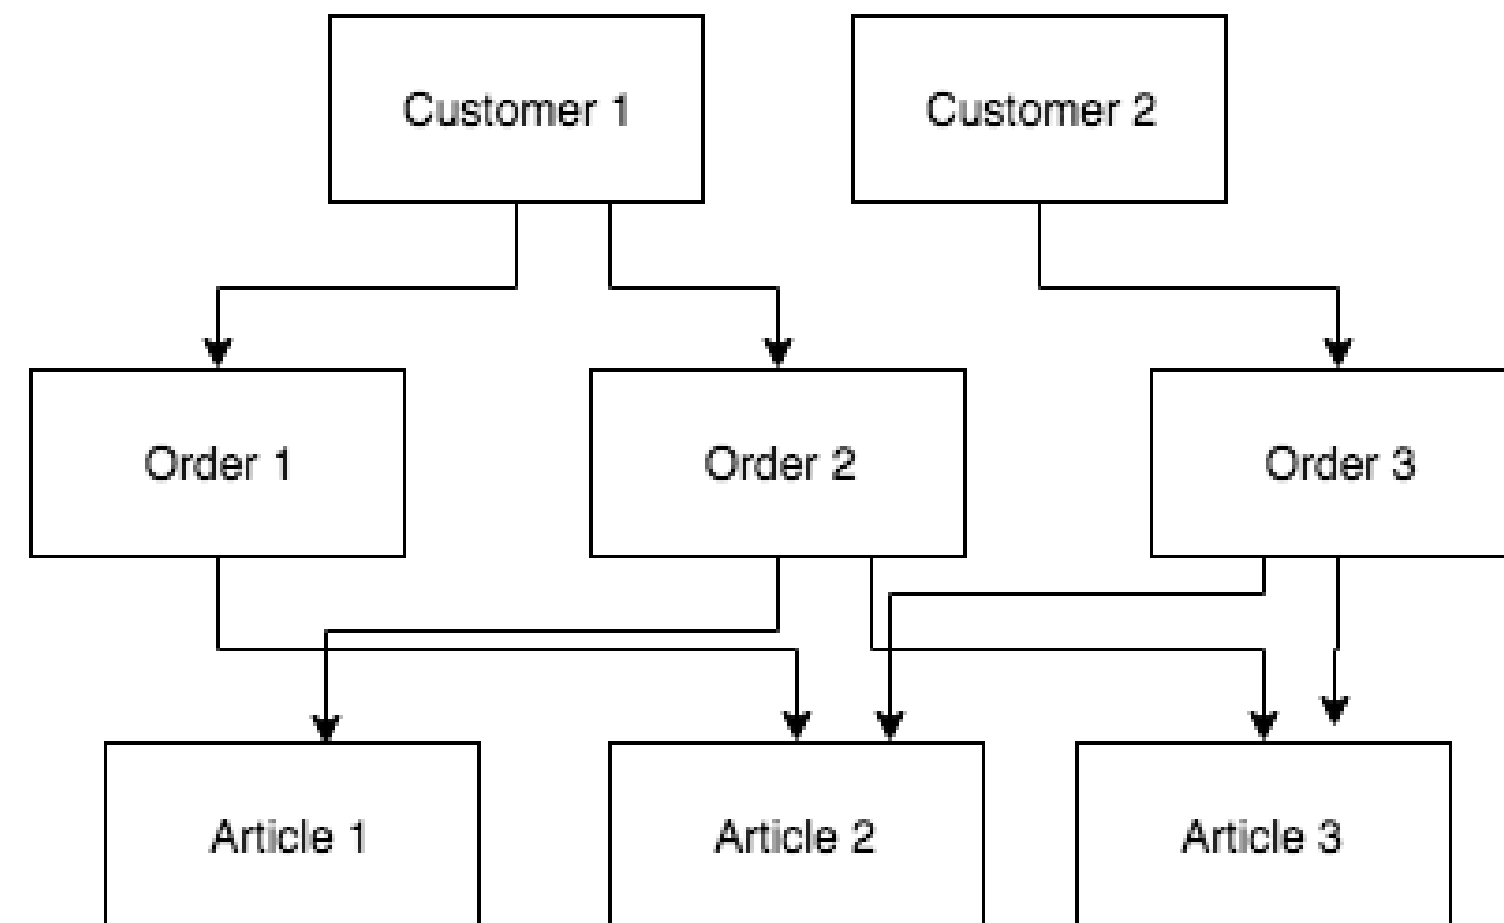 Customer 1
Customer 2
Order 1
Order 2
Order 3
Article 1
Article 2
Article 3